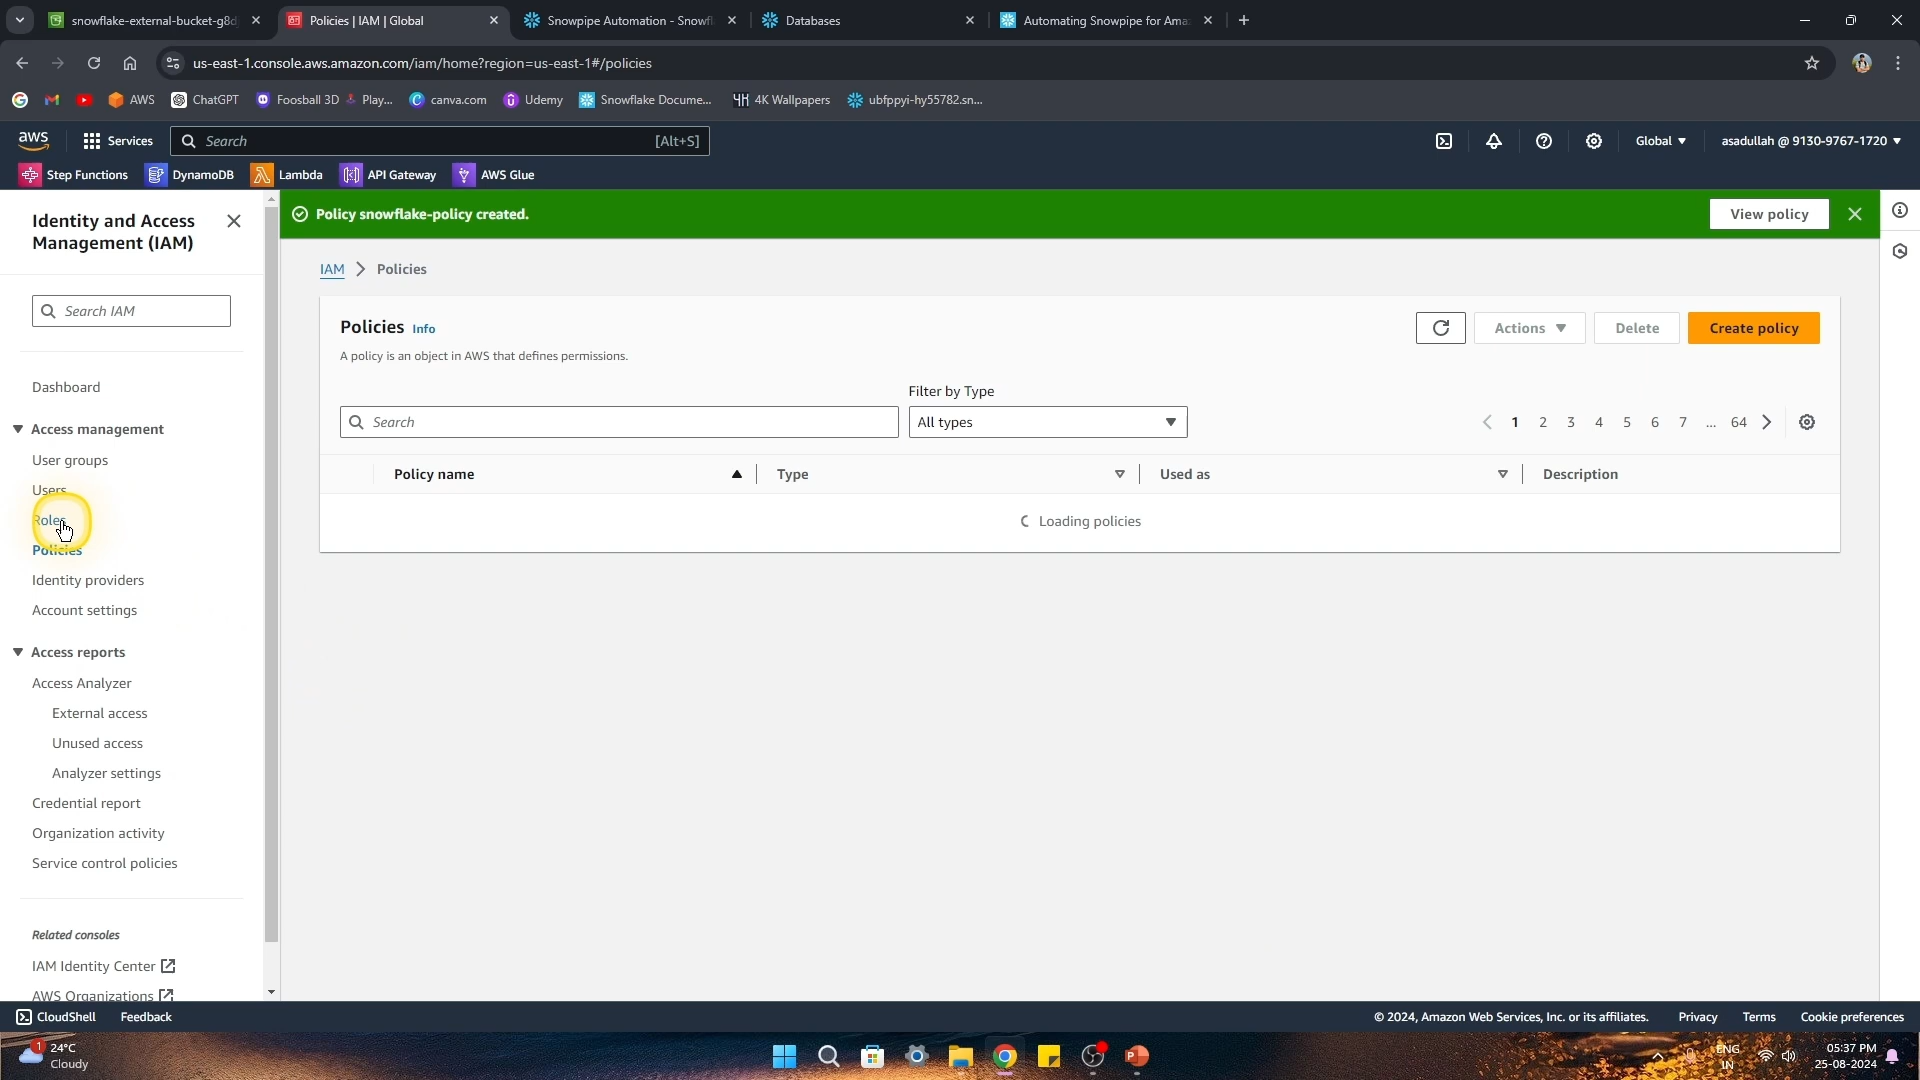 snowflake-external-bucket-g8d
Policies | IAM | Global
Snowpipe Automation - Snowfl
Databases
Automating Snowpipe for Ama
us-east-1.console.aws.amazon.com/iam/home?region=us-east-1#/policies
AWS
ChatGPT
Foosball 3D
Play...
canva.com
Udemy
Snowflake Docume...
4K Wallpapers
ubfppyi-hy55782.sn...
aws
Services
Search
[Alt+S]
Global
asadullah @ 9130-9767-1720
Step Functions
DynamoDB
Lambda
API Gateway
AWS Glue
Identity and Access
Management (IAM)
Search IAM
Dashboard
Access management
User groups
Users
Roles
Policies
Identity providers
Account settings
Access reports
Access Analyzer
External access
Unused access
Analyzer settings
Credential report
Organization activity
Service control policies
Related consoles
IAM Identity Center
AWS Organizations
Policy snowflake-policy created.
View policy
IAM > Policies
Policies Info
A policy is an object in AWS that defines permissions.
Actions
Delete
Create policy
Filter by Type
Search
All types
1 2 3 4 5 6 7 ... 64
Policy name
Type
Used as
Description
Loading policies
CloudShell
Feedback
© 2024, Amazon Web Services, Inc. or its affiliates.
Privacy
Terms
Cookie preferences
1
24°C
Cloudy
ENG
IN
05:37 PM
25-08-2024